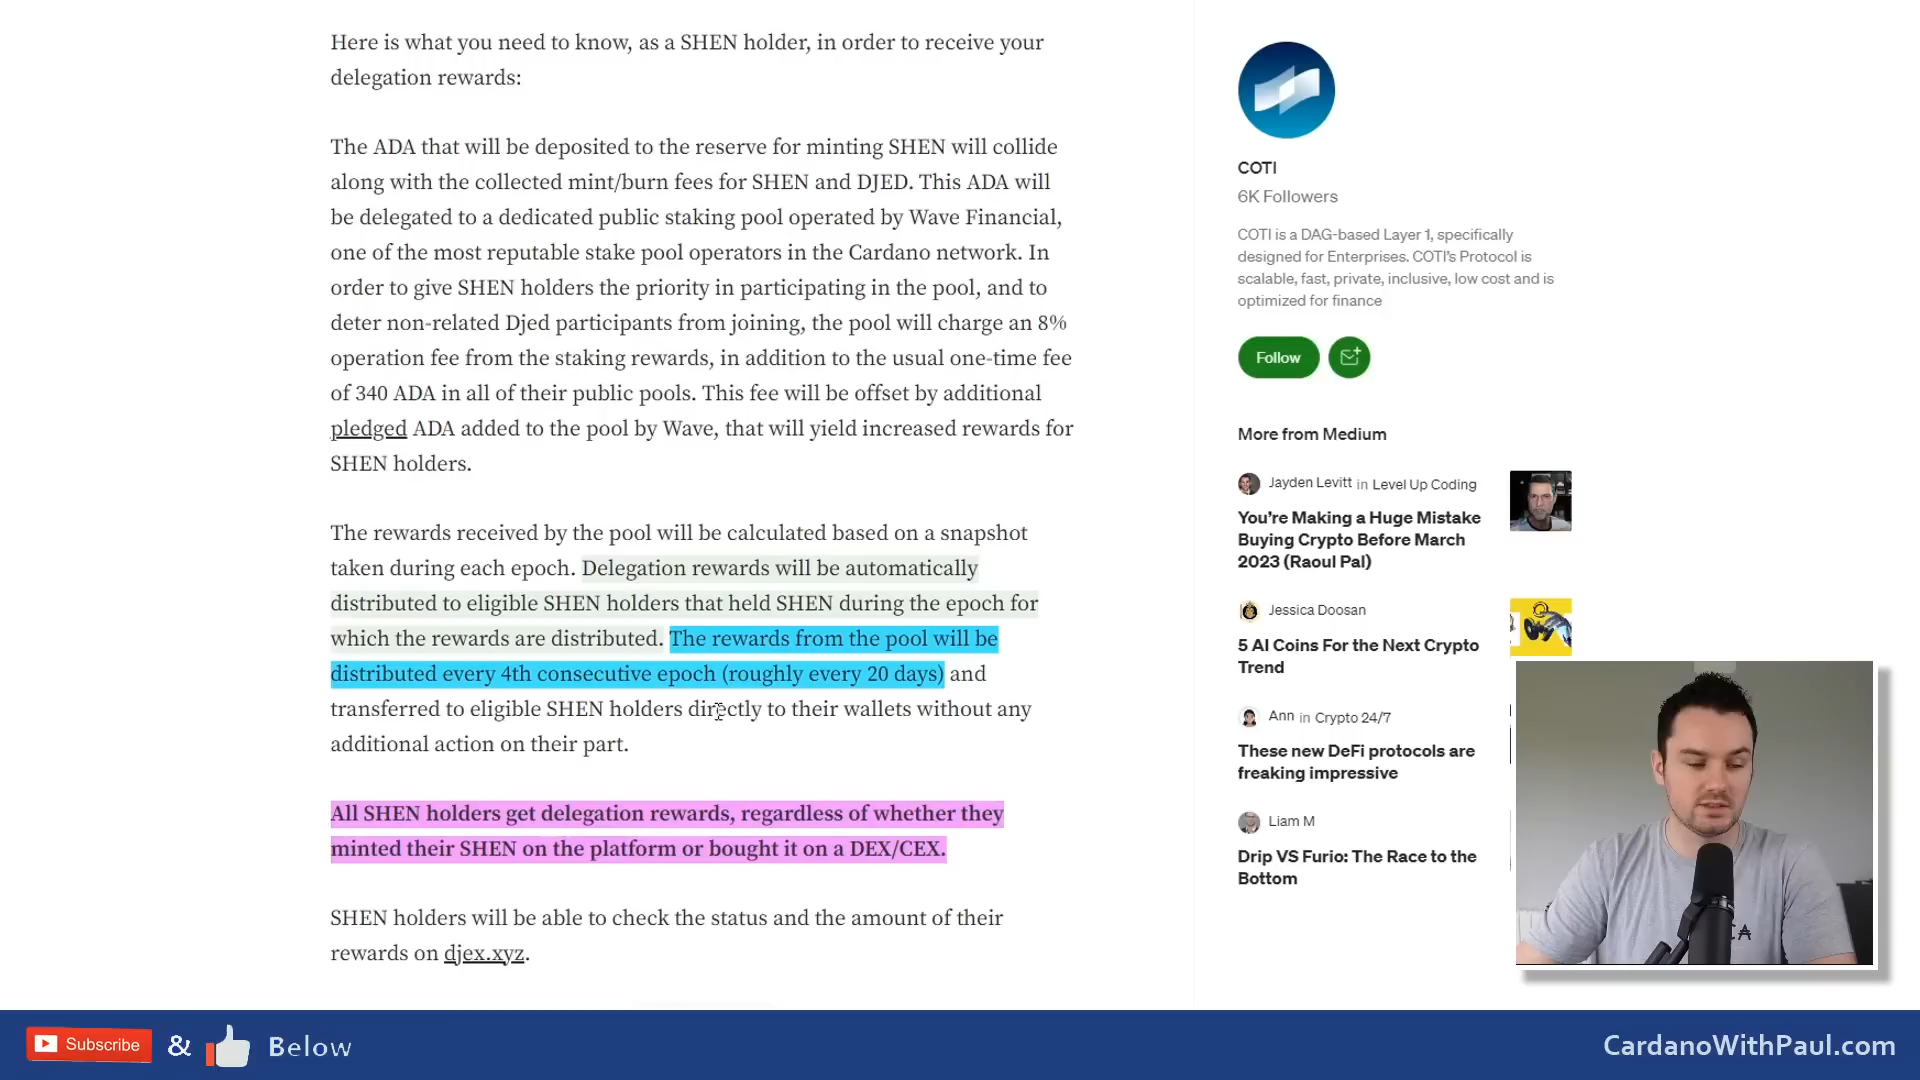 Here is what you need to know, as a SHEN holder, in order to receive your
delegation rewards:
The ADA that will be deposited to the reserve for minting SHEN will collide
along with the collected mint/burn fees for SHEN and DJED. This ADA will
be delegated to a dedicated public staking pool operated by Wave Financial,
one of the most reputable stake pool operators in the Cardano network. In
order to give SHEN holders the priority in participating in the pool, and to
deter non-related Djed participants from joining, the pool will charge an 8%
operation fee from the staking rewards, in addition to the usual one-time fee
of 340 ADA in all of their public pools. This fee will be offset by additional
pledged ADA added to the pool by Wave, that will yield increased rewards for
SHEN holders.
The rewards received by the pool will be calculated based on a snapshot
taken during each epoch. Delegation rewards will be automatically
distributed to eligible SHEN holders that held SHEN during the epoch for
which the rewards are distributed. The rewards from the pool will be
distributed every 4th consecutive epoch (roughly every 20 days) and
transferred to eligible SHEN holders directly to their wallets without any
additional action on their part.
All SHEN holders get delegation rewards, regardless of whether they
minted their SHEN on the platform or bought it on a DEX/CEX.
SHEN holders will be able to check the status and the amount of their
rewards on djex.xyz.
COTI
6K Followers
COTI is a DAG-based Layer 1, specifically
designed for Enterprises. COTI's Protocol is
scalable, fast, private, inclusive, low cost and is
optimized for finance
Follow
More from Medium
Jayden Levitt in Level Up Coding
You're Making a Huge Mistake
Buying Crypto Before March
2023 (Raoul Pal)
Jessica Doosan
5 AI Coins For the Next Crypto
Trend
Ann in Crypto 24/7
These new DeFi protocols are
freaking impressive
Liam M
Drip VS Furio: The Race to the
Bottom
Subscribe & Below
CardanoWithPaul.com